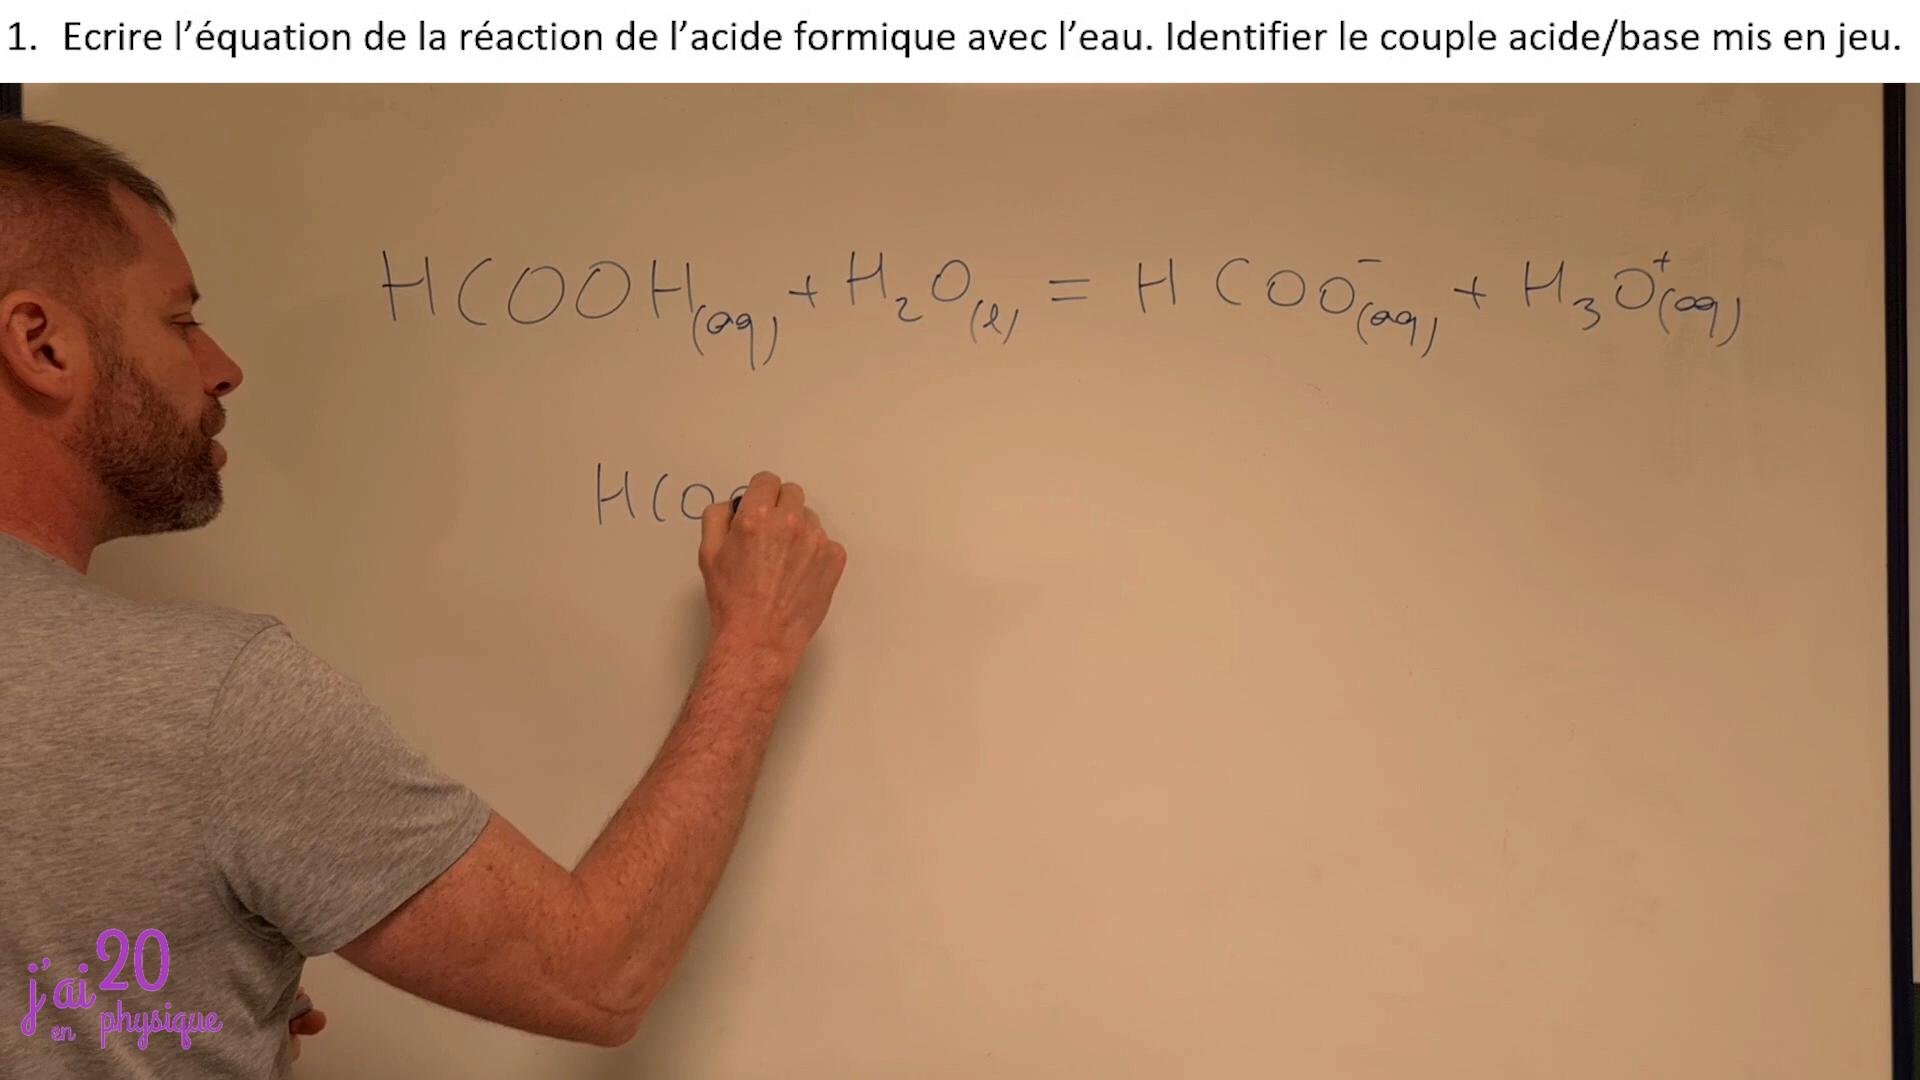 1. Ecrire l’équation de la réaction de l’acide formique avec l’eau. Identifier le couple acide/base mis en jeu.
HCOOH(aq) + H₂O(l) = HCOO⁻(aq) + H₃O⁺(aq)
HCO
j'ai 20
en physique